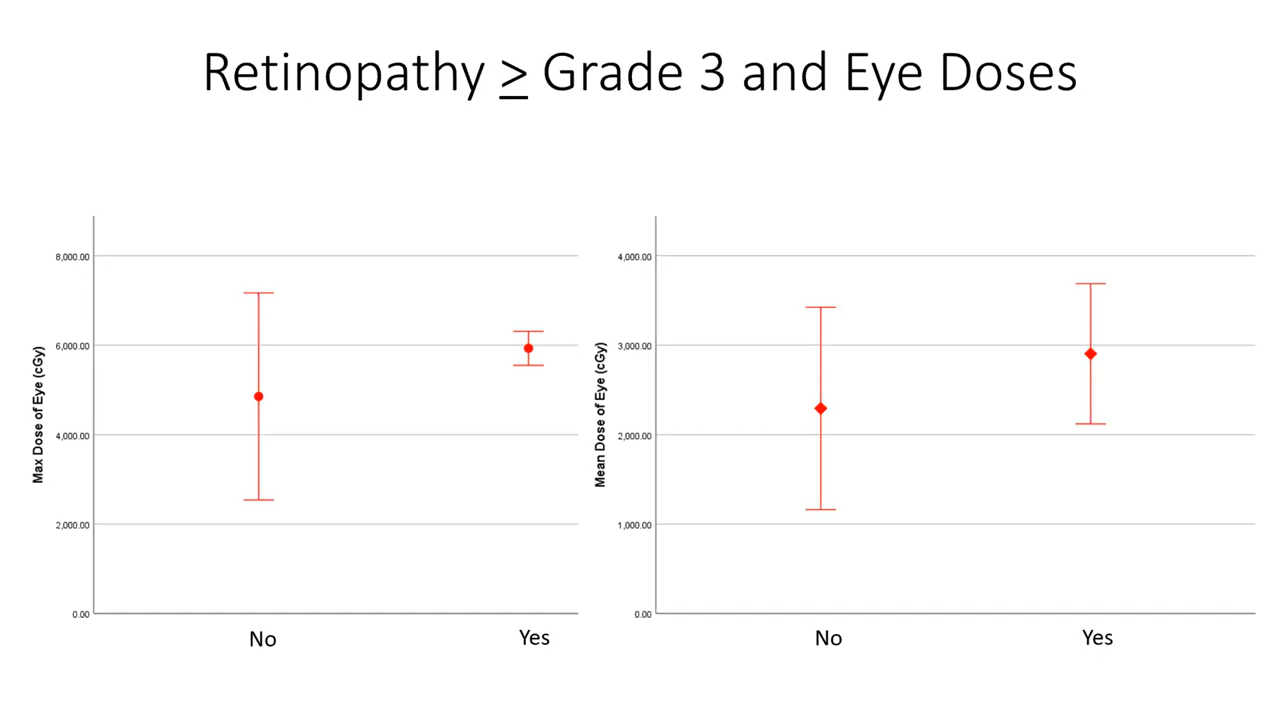 Retinopathy ≥ Grade 3 and Eye Doses
Max Dose of Eye (cGy)
8,000.00
6,000.00
4,000.00
2,000.00
0.00
No
Yes
Mean Dose of Eye (cGy)
4,000.00
3,000.00
2,000.00
1,000.00
0.00
No
Yes